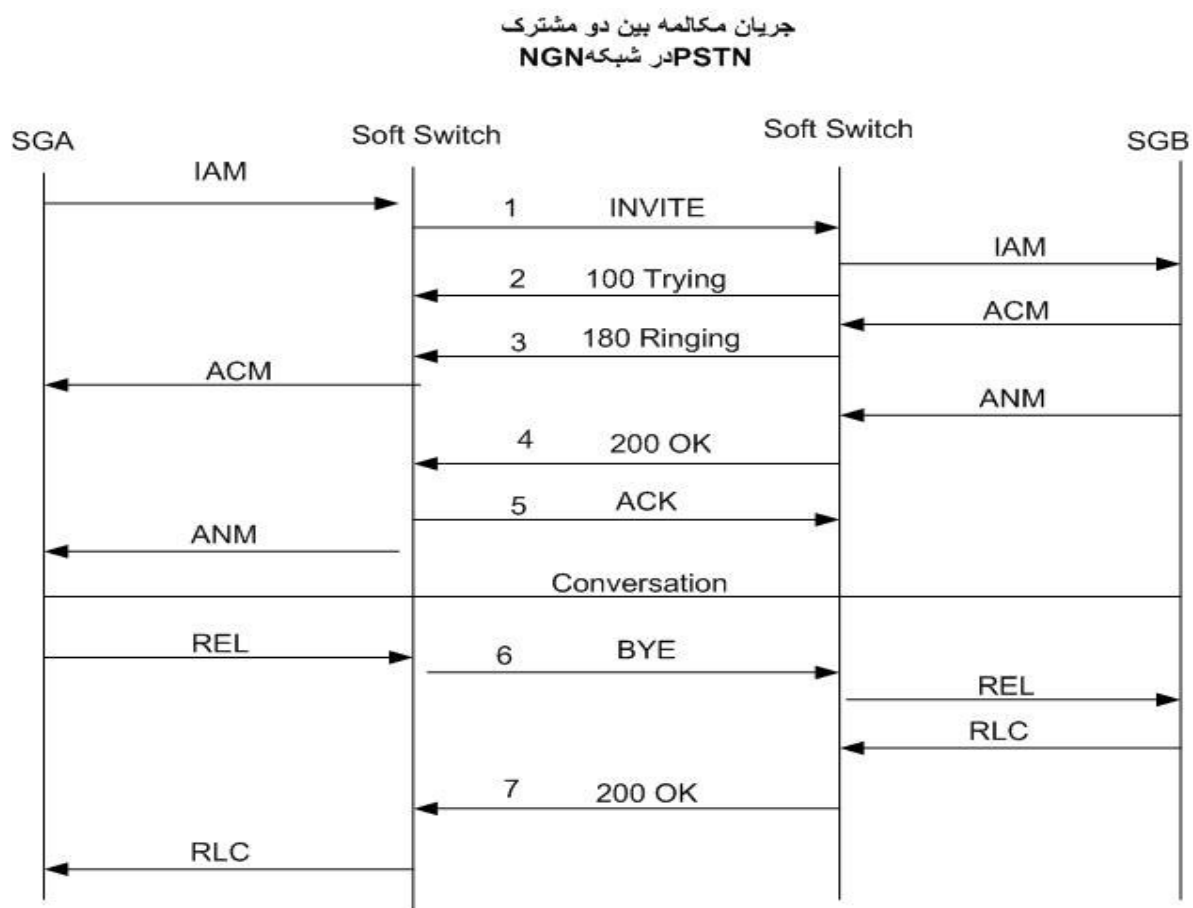 جریان مکالمه بین دو مشترک
PSTNدر شبکهNGN
SGA
Soft Switch
Soft Switch
SGB
IAM
1 INVITE
IAM
2 100 Trying
ACM
3 180 Ringing
ACM
ANM
4 200 OK
5 ACK
ANM
Conversation
REL
6 BYE
REL
RLC
7 200 OK
RLC